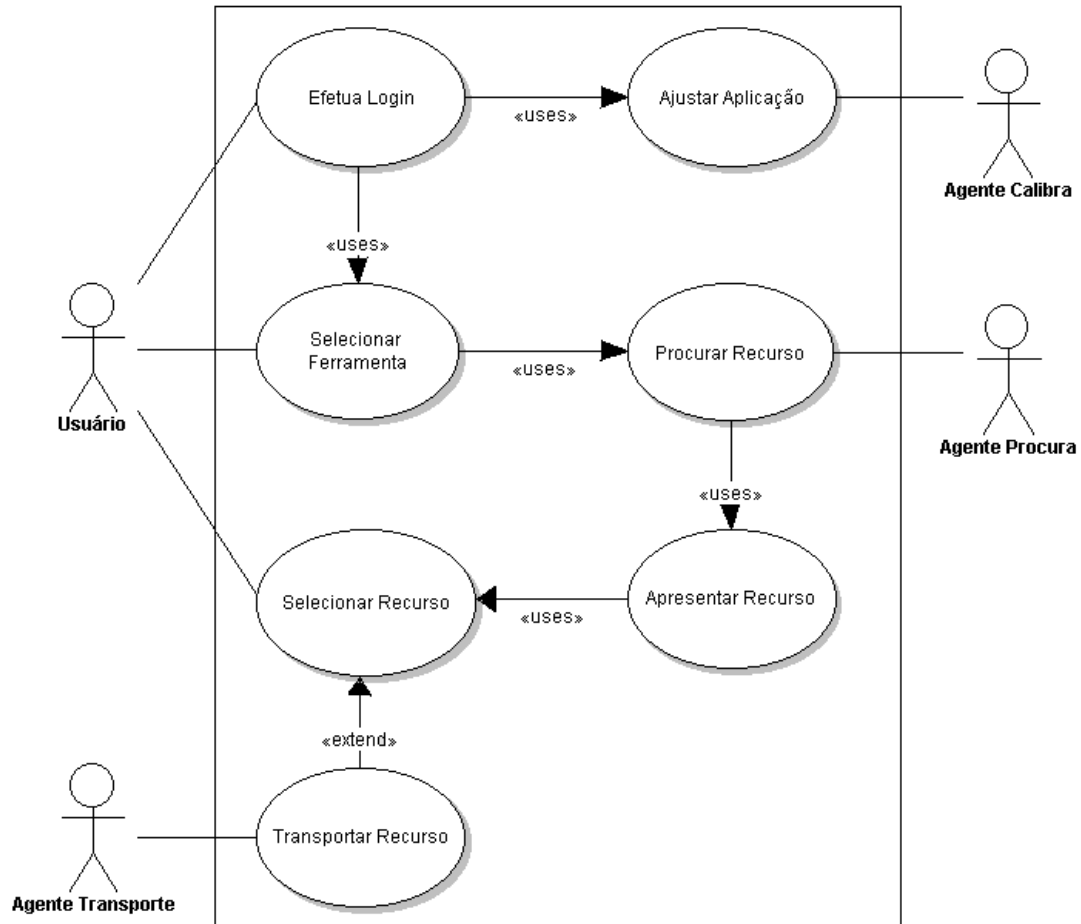 Efetua Login
«uses»
Ajustar Aplicação
Agente Calibra
«uses»
Usuário
Selecionar
Ferramenta
«uses»
Procurar Recurso
Agente Procura
«uses»
Selecionar Recurso
«uses»
Apresentar Recurso
«extend»
Agente Transporte
Transportar Recurso